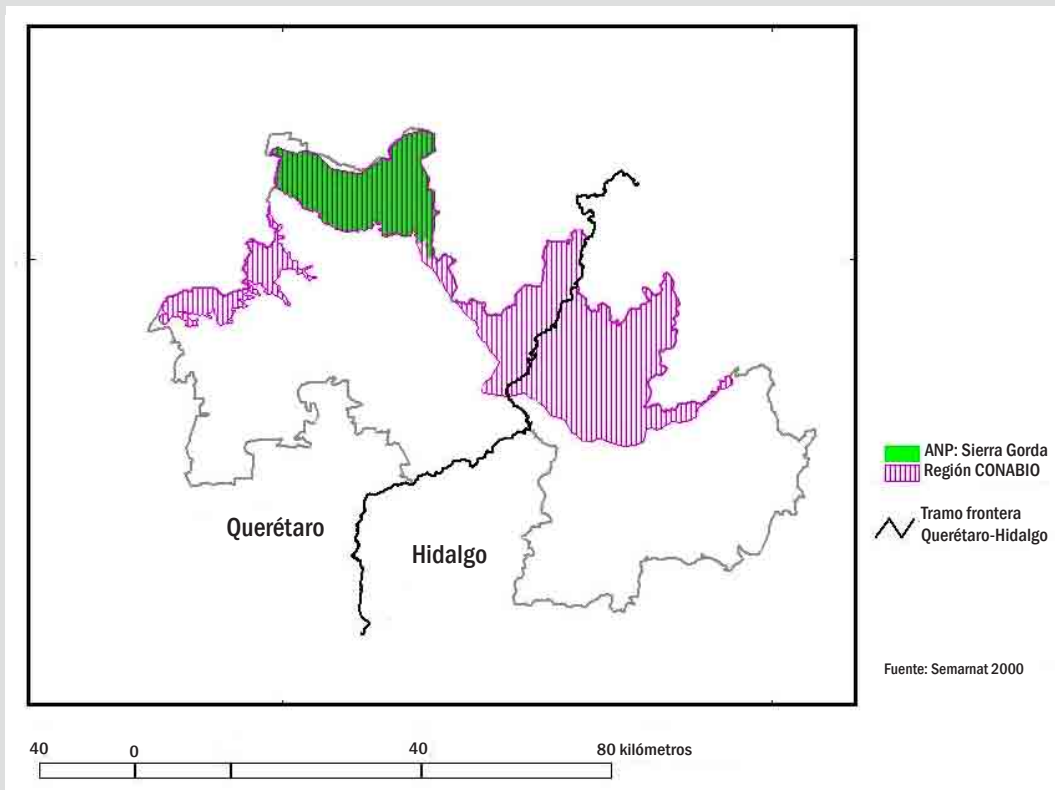 Querétaro
Hidalgo
ANP: Sierra Gorda
Región CONABIO
Tramo frontera
Querétaro-Hidalgo
Fuente: Semarnat 2000
40 0 40 80 kilómetros